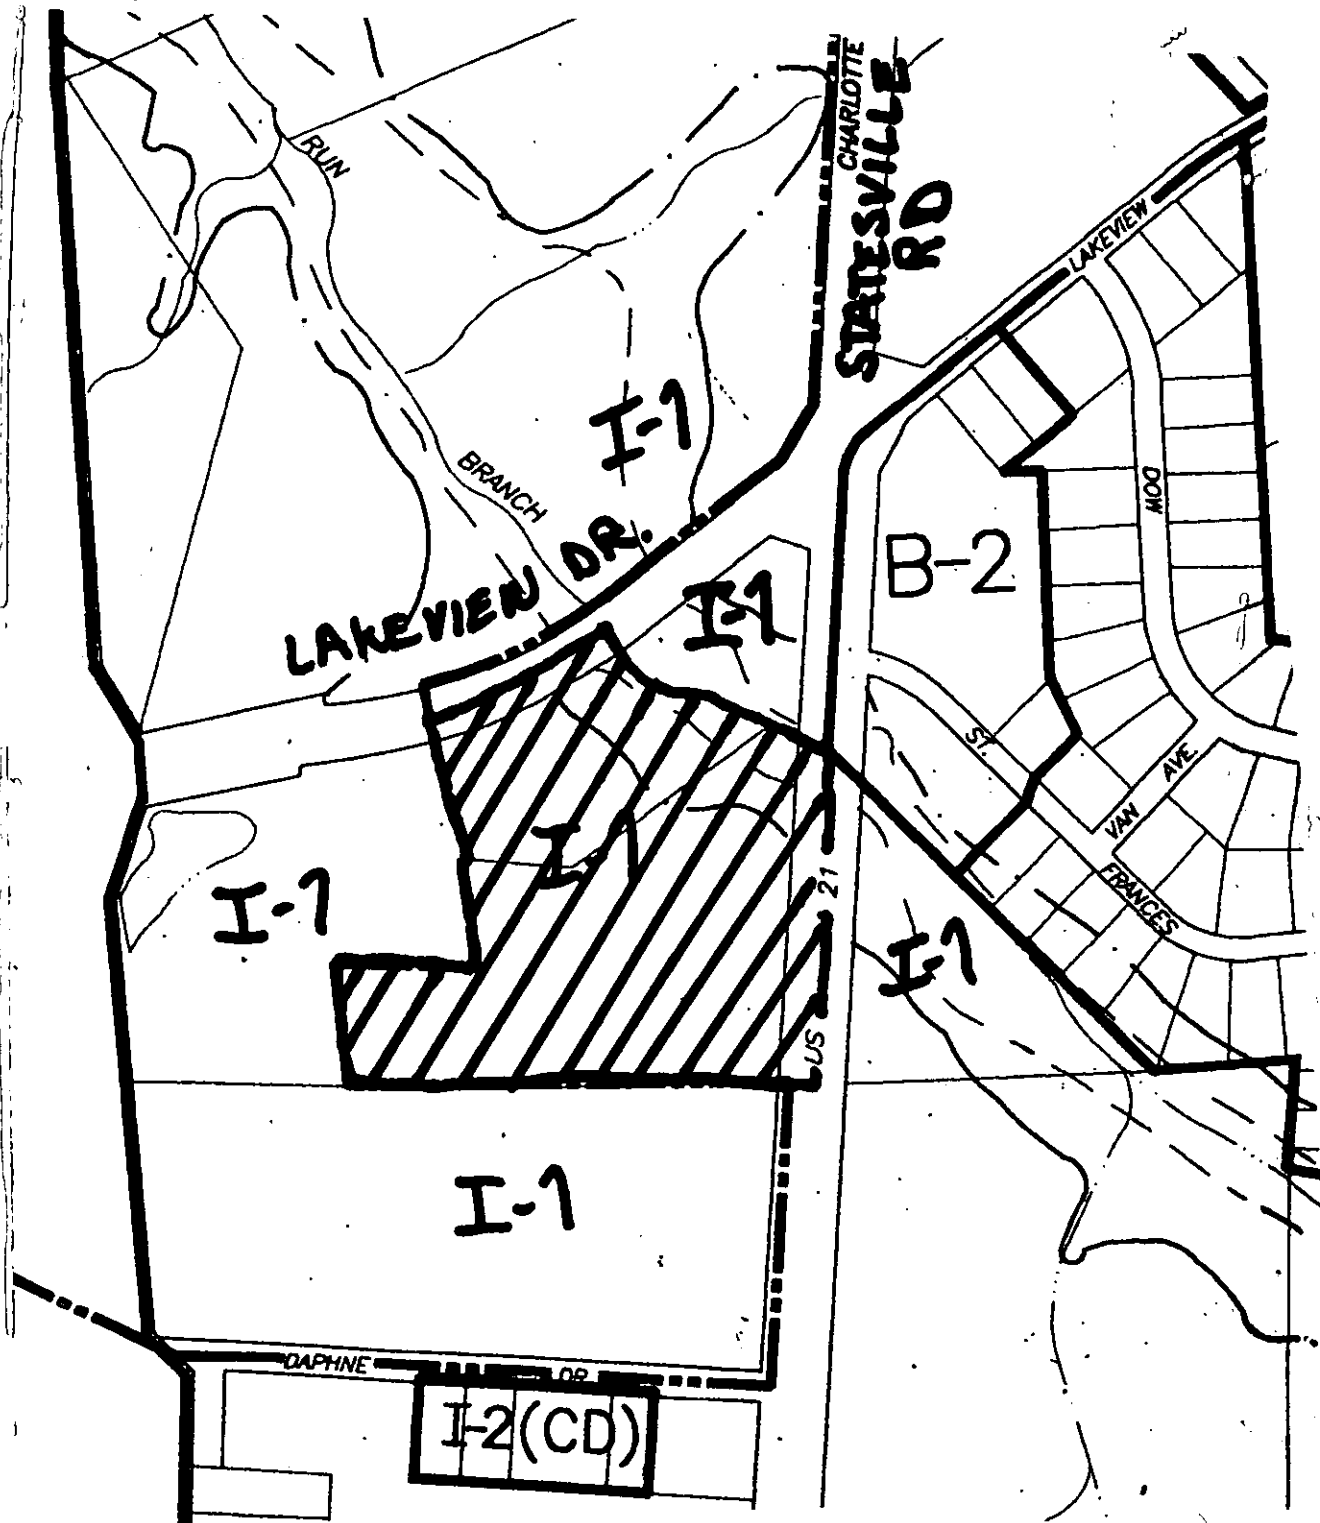 CHARLOTTE
STATESVILLE
RD
RUN
LAKEVIEW
I-1
BRANCH
DOW
B-2
LAKEVIEW DR.
I-1
ST.
VAN AVE.
I-1
21
FRANCES
I-1
I-1
US
I-1
DAPHNE DR
I-2(CD)